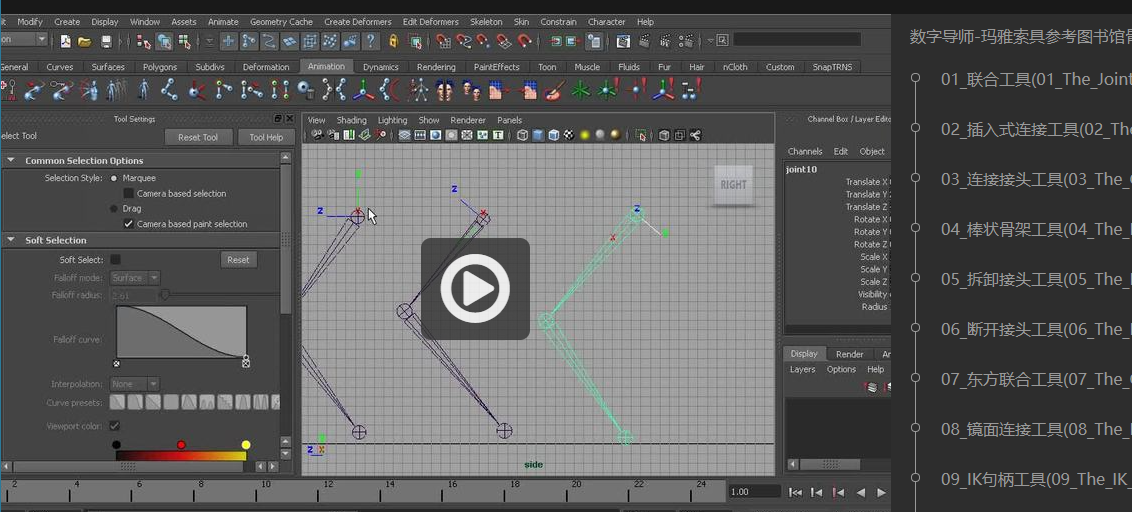 Modify Create Display Window Assets Animate Geometry Cache Create Deformers Edit Deformers Skeleton Skin Constrain Character Help
General Curves Surfaces Polygons Subdivs Deformation Animation Dynamics Rendering PaintEffects Toon Muscle Fluids Fur Hair nCloth Custom SnapTRNS
Tool Settings
elect Tool Reset Tool Tool Help
Common Selection Options
Selection Style: Marquee
Camera based selection
Drag
Camera based paint selection
Soft Selection
Soft Select: Reset
Falloff mode: Surface
Falloff radius: 2.61
Falloff curve:
Interpolation: None
Curve presets:
Viewport color:
View Shading Lighting Show Renderer Panels
RIGHT
z
z
z
x
x
x
z x
side
Channel Box / Layer Edito
Channels Edit Object
joint10
Translate X
Translate Y
Translate Z
Rotate X
Rotate Y
Rotate Z
Scale X
Scale Y
Scale Z
Visibility
Radius
Display Render An
Layers Options Help
2 4 6 8 10 12 14 16 18 20 22 24
1.00
数字导师-玛雅索具参考图书馆骨
01_联合工具(01_The_Joint
02_插入式连接工具(02_The
03_连接接头工具(03_The_
04_棒状骨架工具(04_The_
05_拆卸接头工具(05_The_
06_断开接头工具(06_The_
07_东方联合工具(07_The_
08_镜面连接工具(08_The_
09_IK句柄工具(09_The_IK_